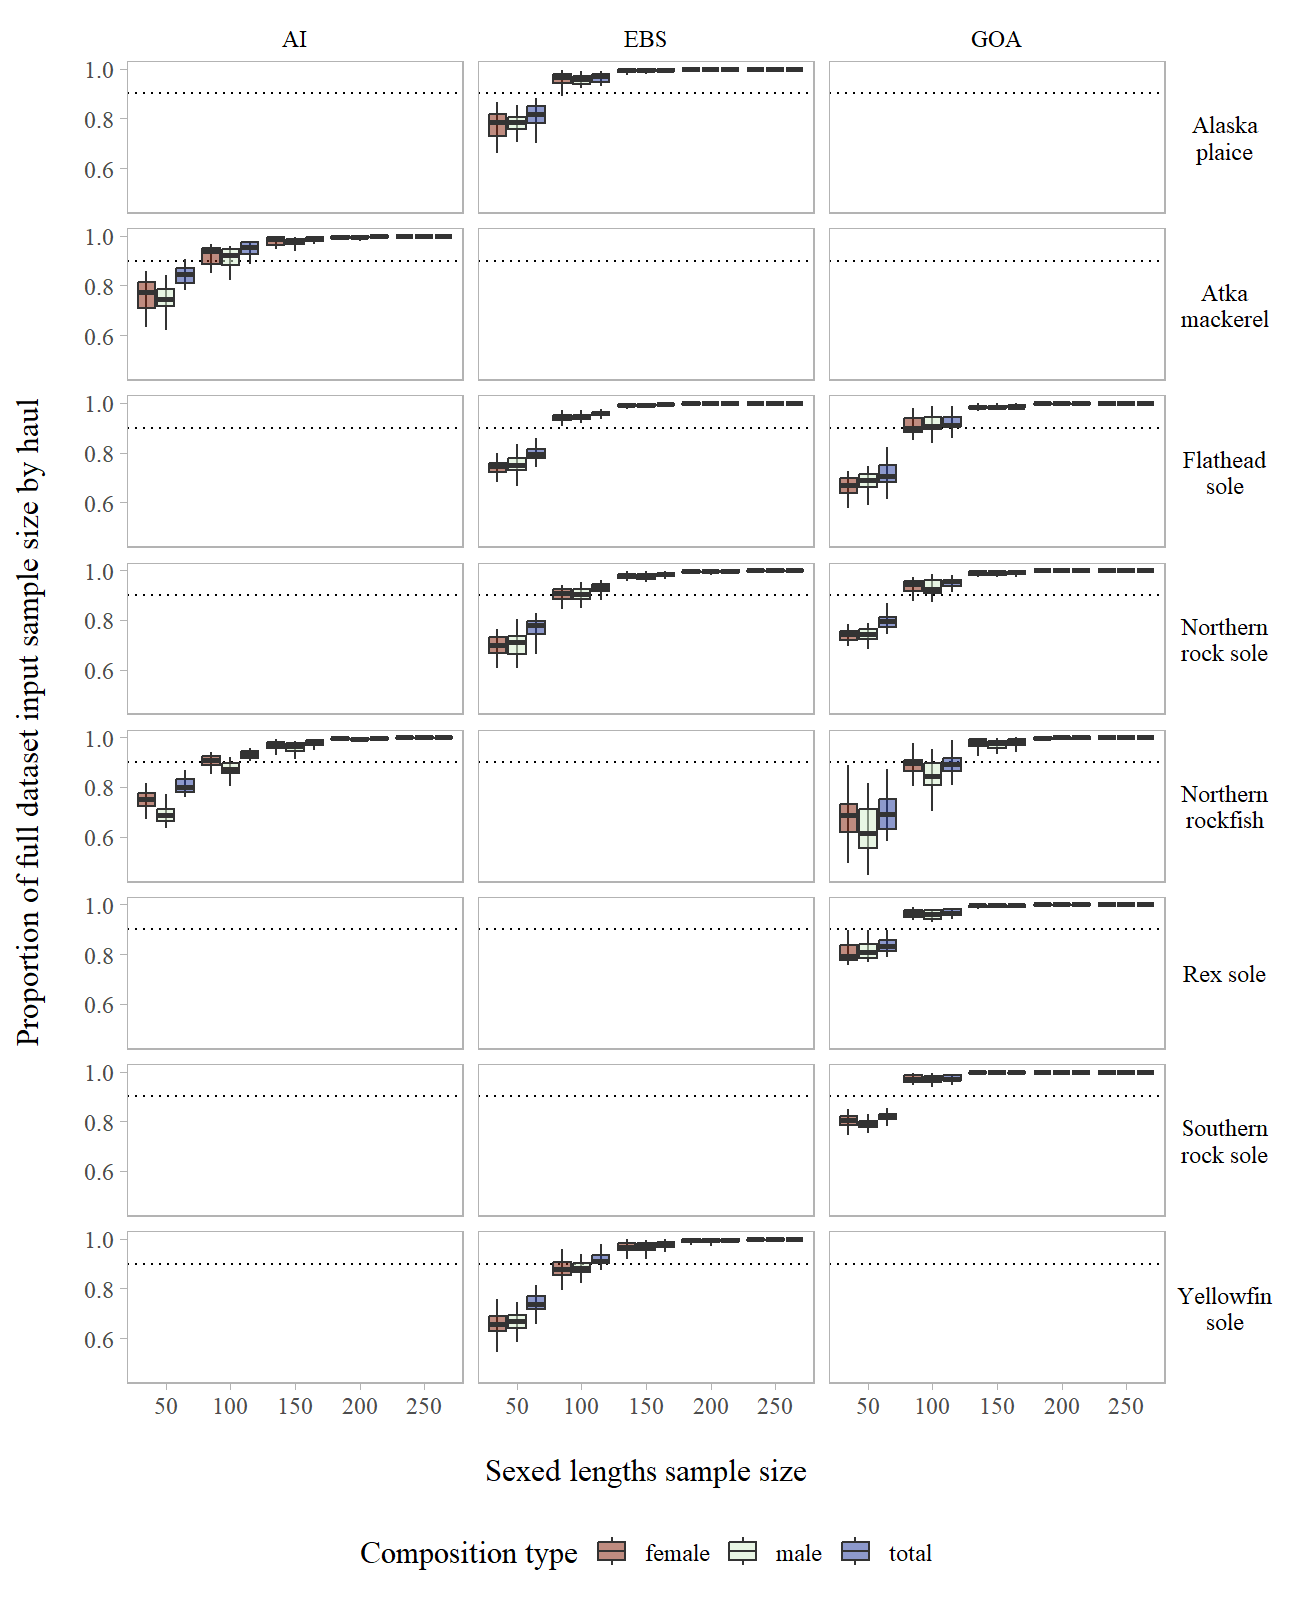 AI EBS GOA
1.0
0.8
0.6
Alaska
plaice
1.0
0.8
0.6
Atka
mackerel
1.0
0.8
0.6
Flathead
sole
1.0
0.8
0.6
Northern
rock sole
1.0
0.8
0.6
Northern
rockfish
1.0
0.8
0.6
Rex sole
1.0
0.8
0.6
Southern
rock sole
1.0
0.8
0.6
Yellowfin
sole
Proportion of full dataset input sample size by haul
50 100 150 200 250 50 100 150 200 250 50 100 150 200 250
Sexed lengths sample size
Composition type female male total